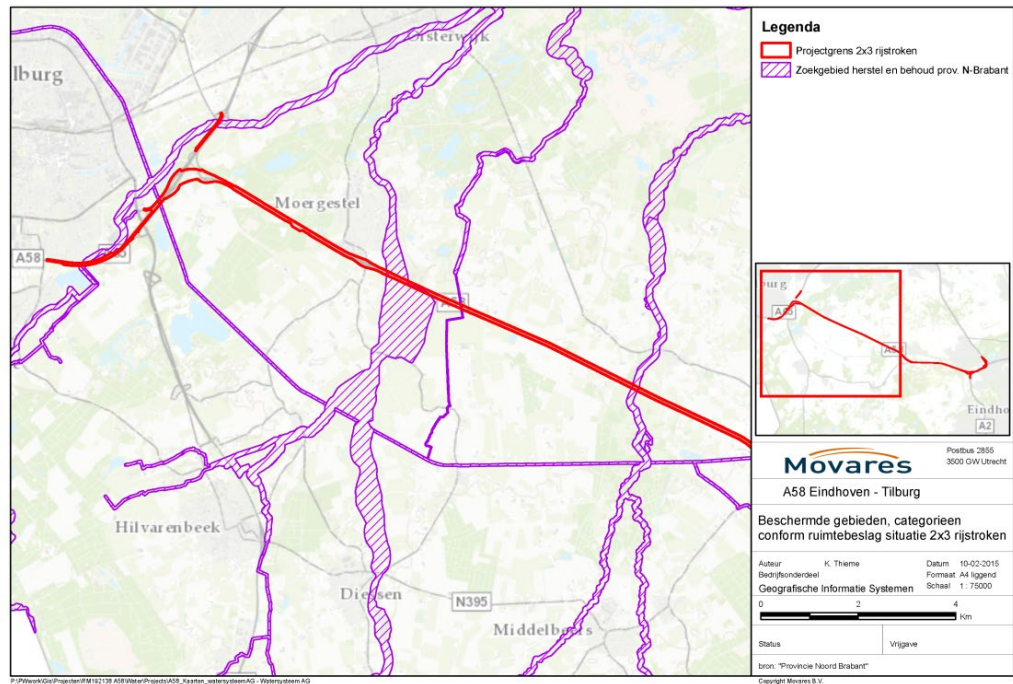 Oisterwijk
lburg
Moergestel
A58
A58
Hilvarenbeek
Diessen
N395
Middelbeers
Legenda
Projectgrens 2x3 rijstroken
Zoekgebied herstel en behoud prov. N-Brabant
burg
A65
A58
Eindho
A2
Movares
Postbus 2855
3500 GW Utrecht
A58 Eindhoven - Tilburg
Beschermde gebieden, categorieen
conform ruimtebeslag situatie 2x3 rijstroken
Auteur K. Thieme Datum 10-02-2015
Bedrijfsonderdeel Formaat A4 liggend
Geografische Informatie Systemen Schaal 1 : 75000
0 2 4
Km
Status Vrijgave
bron: "Provincie Noord Brabant"
Copyright Movares B.V.